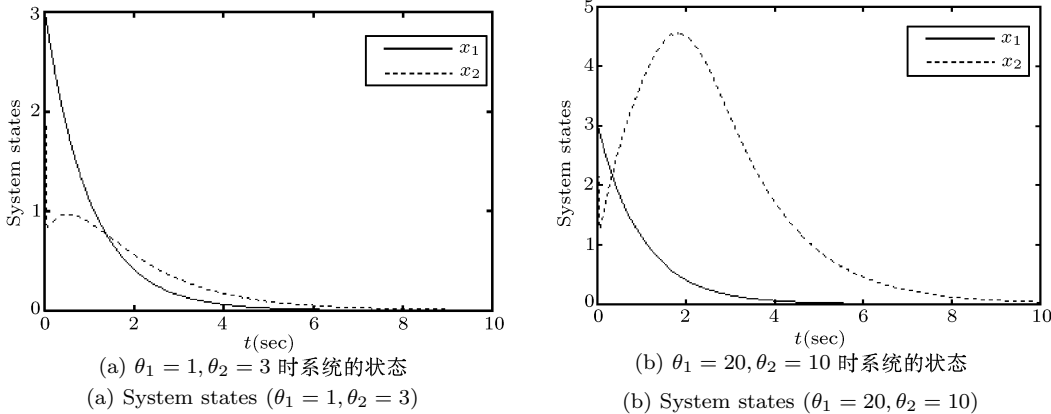 3
2
1
0
System states
x₁
x₂
0 2 4 6 8 10
t(sec)
(a) θ₁ = 1, θ₂ = 3 时系统的状态
(a) System states (θ₁ = 1, θ₂ = 3)
5
4
3
2
1
0
System states
x₁
x₂
0 2 4 6 8 10
t(sec)
(b) θ₁ = 20, θ₂ = 10 时系统的状态
(b) System states (θ₁ = 20, θ₂ = 10)